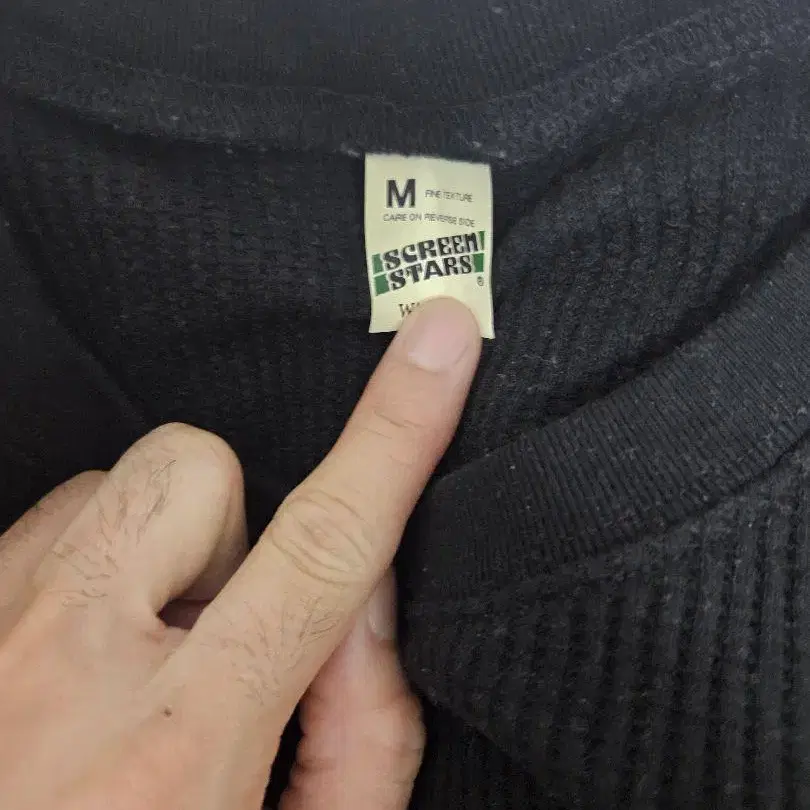 M FINE TEXTURE
CARE ON REVERSE SIDE
SCREEN
STARS
®